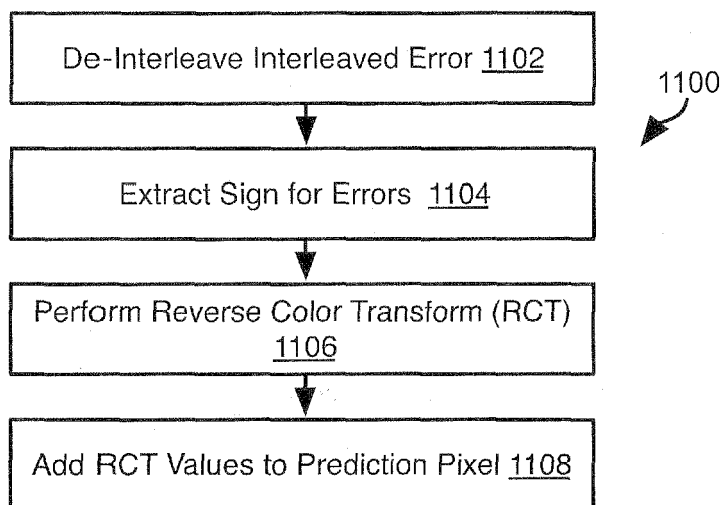 De-Interleave Interleaved Error 1102
1100
Extract Sign for Errors 1104
Perform Reverse Color Transform (RCT)
1106
Add RCT Values to Prediction Pixel 1108